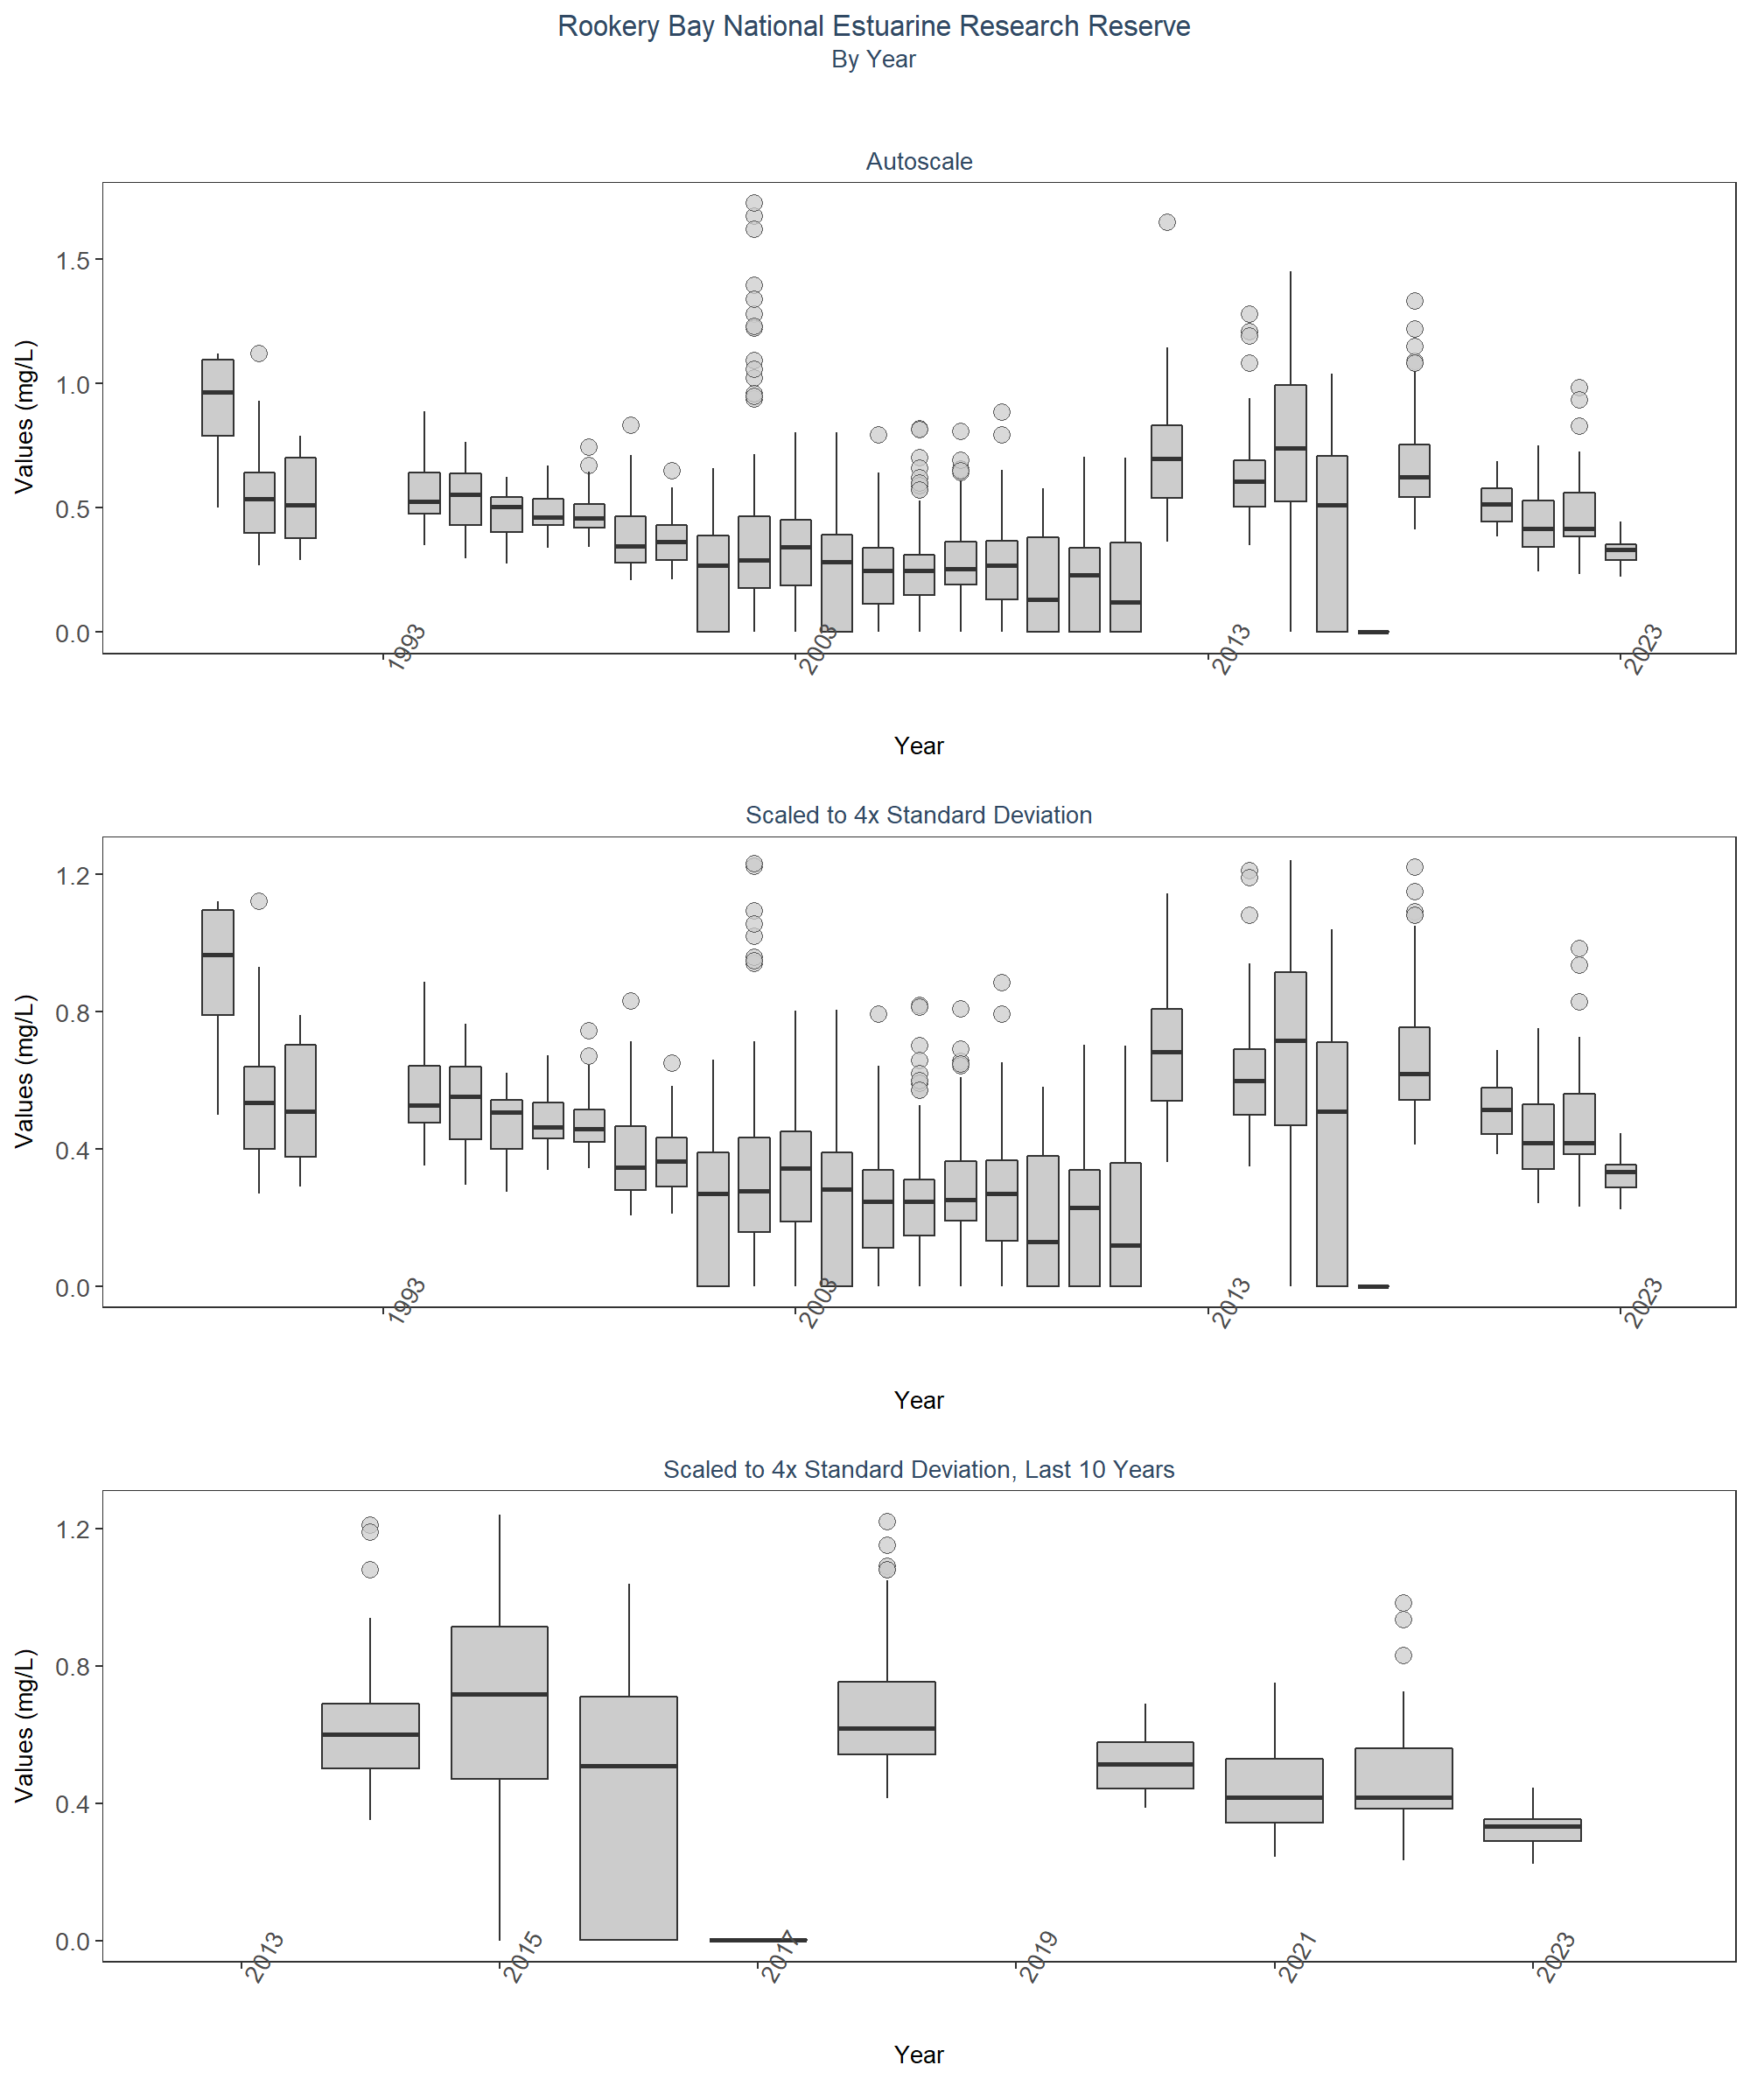 Rookery Bay National Estuarine Research Reserve
By Year
Autoscale
Values (mg/L)
1.5
1.0
0.5
0.0
1993
2003
2013
2023
Year
Scaled to 4x Standard Deviation
Values (mg/L)
1.2
0.8
0.4
0.0
1993
2003
2013
2023
Year
Scaled to 4x Standard Deviation, Last 10 Years
Values (mg/L)
1.2
0.8
0.4
0.0
2013
2015
2017
2019
2021
2023
Year